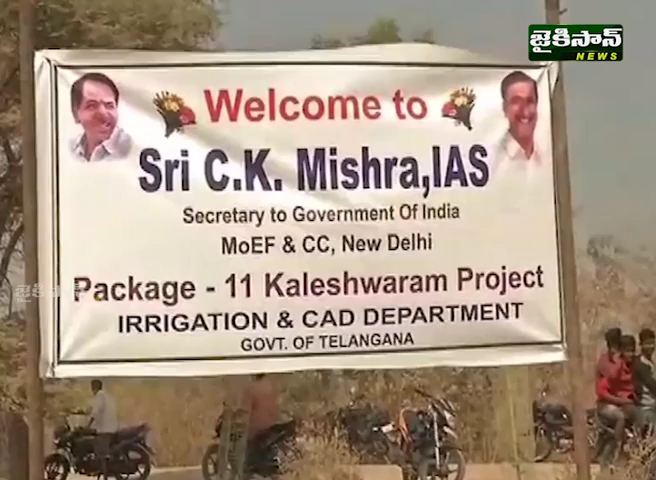 జైకిసాన్
NEWS
Welcome to
Sri C.K. Mishra,IAS
Secretary to Government Of India
MoEF & CC, New Delhi
Package - 11 Kaleshwaram Project
IRRIGATION & CAD DEPARTMENT
GOVT. OF TELANGANA